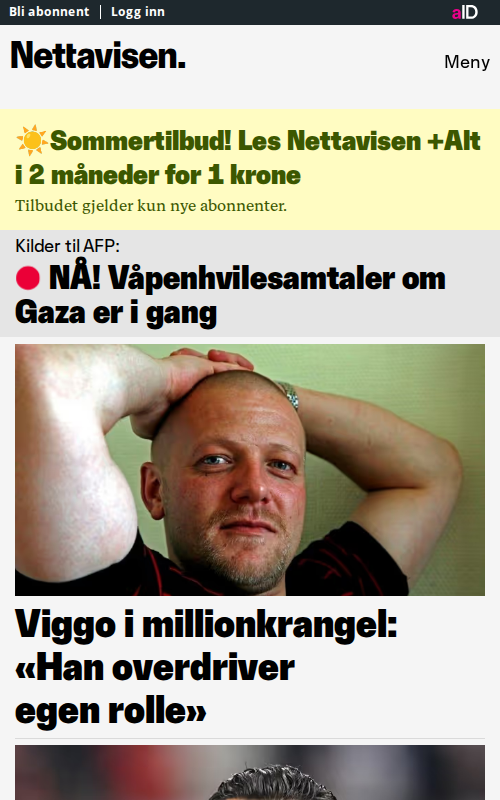 Bli abonnent | Logg inn
aID
Nettavisen.
Meny
☀️Sommertilbud! Les Nettavisen +Alt
i 2 måneder for 1 krone
Tilbudet gjelder kun nye abonnenter.
Kilder til AFP:
🔴 NÅ! Våpenhvilesamtaler om
Gaza er i gang
Viggo i millionkrangel:
«Han overdriver
egen rolle»